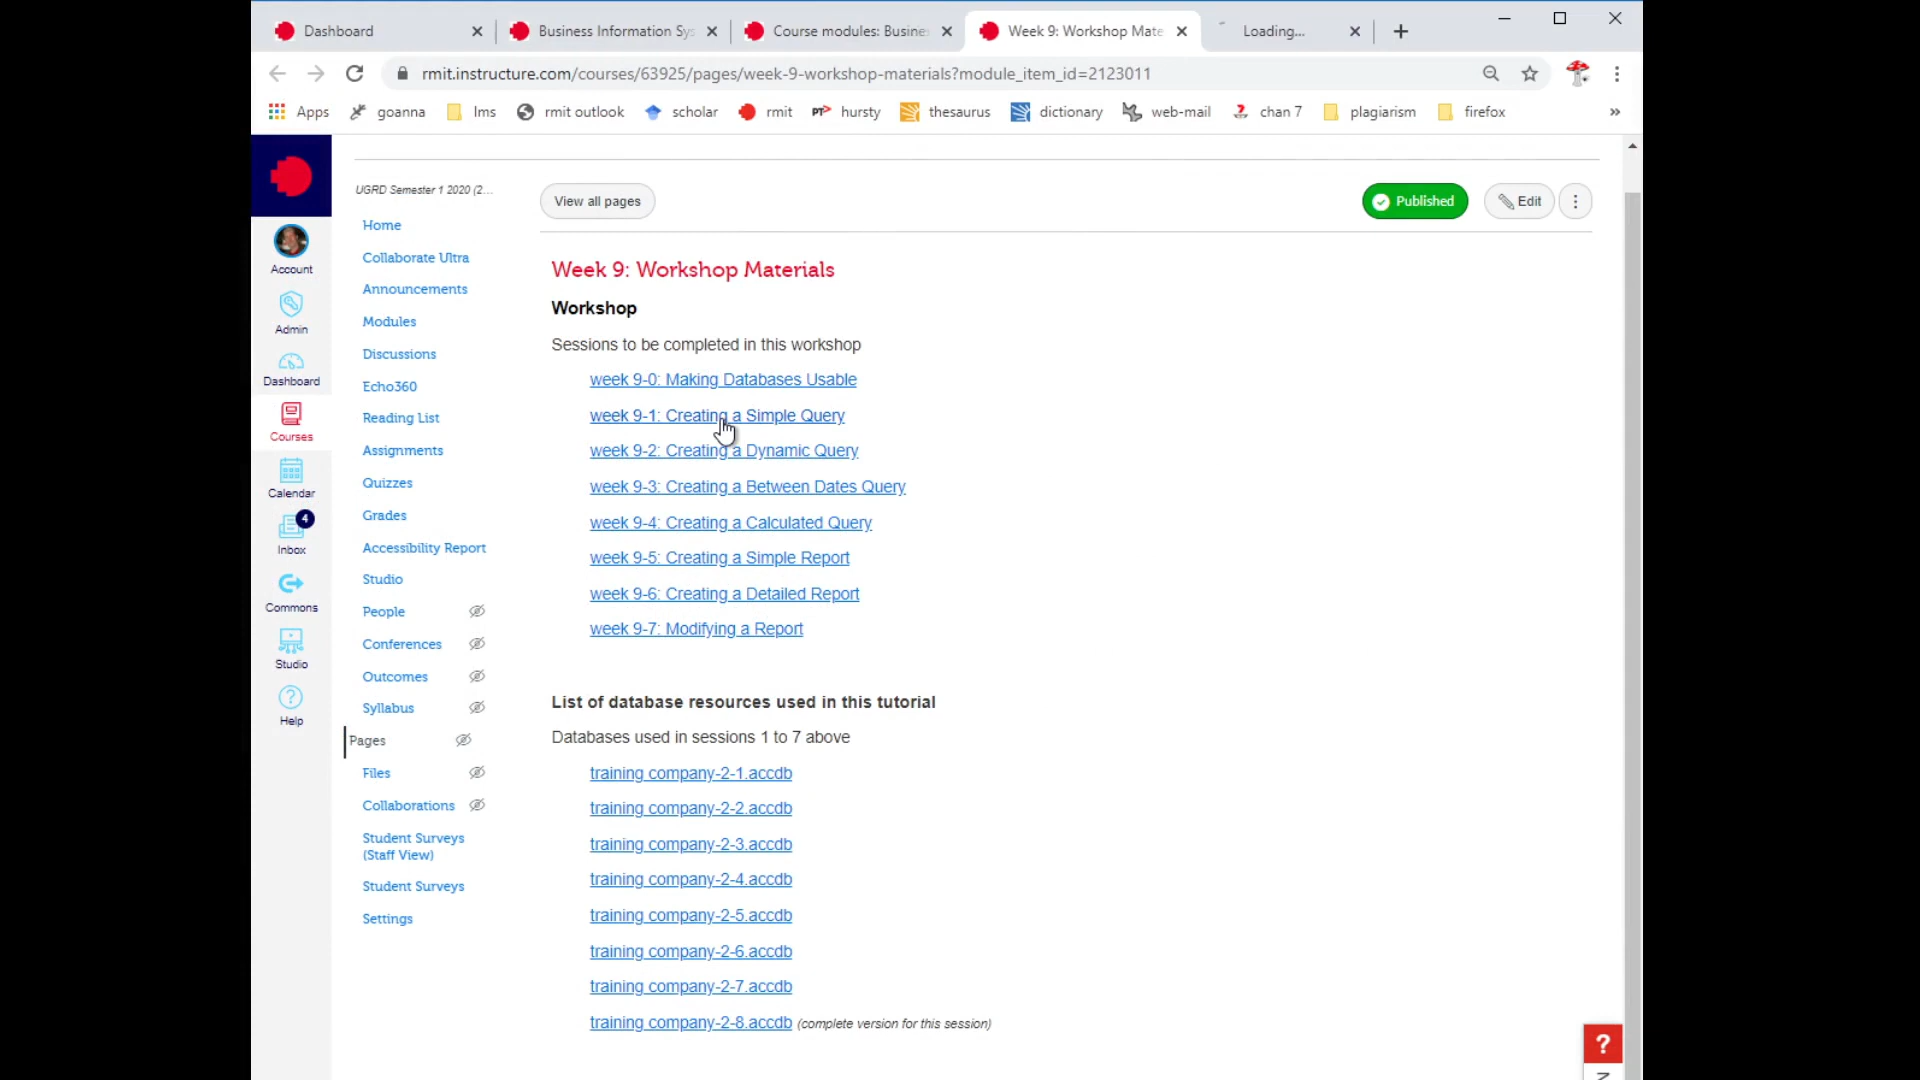 Dashboard
Business Information Sys
Course modules: Busine
Week 9: Workshop Mate
Loading...
rmit.instructure.com/courses/63925/pages/week-9-workshop-materials?module_item_id=2123011
Apps
goanna
lms
rmit outlook
scholar
rmit
PT>
hursty
thesaurus
dictionary
web-mail
chan 7
plagiarism
firefox
»
Account
Admin
Dashboard
Courses
Calendar
4
Inbox
Commons
Studio
?
Help
UGRD Semester 1 2020 (2...
Home
Collaborate Ultra
Announcements
Modules
Discussions
Echo360
Reading List
Assignments
Quizzes
Grades
Accessibility Report
Studio
People
Conferences
Outcomes
Syllabus
Pages
Files
Collaborations
Student Surveys
(Staff View)
Student Surveys
Settings
View all pages
Published
Edit
Week 9: Workshop Materials
Workshop
Sessions to be completed in this workshop
week 9-0: Making Databases Usable
week 9-1: Creating a Simple Query
week 9-2: Creating a Dynamic Query
week 9-3: Creating a Between Dates Query
week 9-4: Creating a Calculated Query
week 9-5: Creating a Simple Report
week 9-6: Creating a Detailed Report
week 9-7: Modifying a Report
List of database resources used in this tutorial
Databases used in sessions 1 to 7 above
training company-2-1.accdb
training company-2-2.accdb
training company-2-3.accdb
training company-2-4.accdb
training company-2-5.accdb
training company-2-6.accdb
training company-2-7.accdb
training company-2-8.accdb (complete version for this session)
?